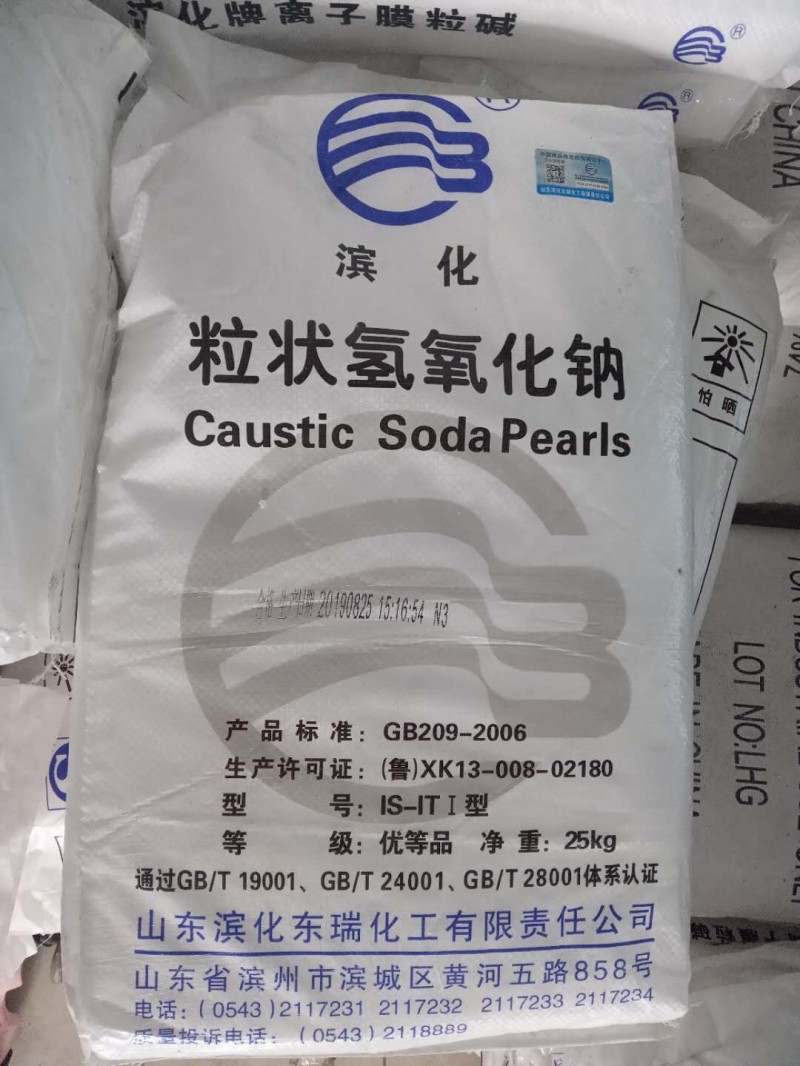 滨化牌离子膜粒碱
®
®
CHINA
滨 化
粒状氢氧化钠
Caustic Soda Pearls
怕晒
合格 生产日期 20190825 15:16:54 N3
LOT NO:LHG
产品标准：GB209-2006
生产许可证：(鲁)XK13-008-02180
型 号：IS-IT I 型
等 级：优等品 净 重：25kg
通过GB/T 19001、GB/T 24001、GB/T 28001体系认证
山东滨化东瑞化工有限责任公司
山东省滨州市滨城区黄河五路858号
电话：(0543)2117231 2117232 2117233 2117234
质量投诉电话：(0543)2118889